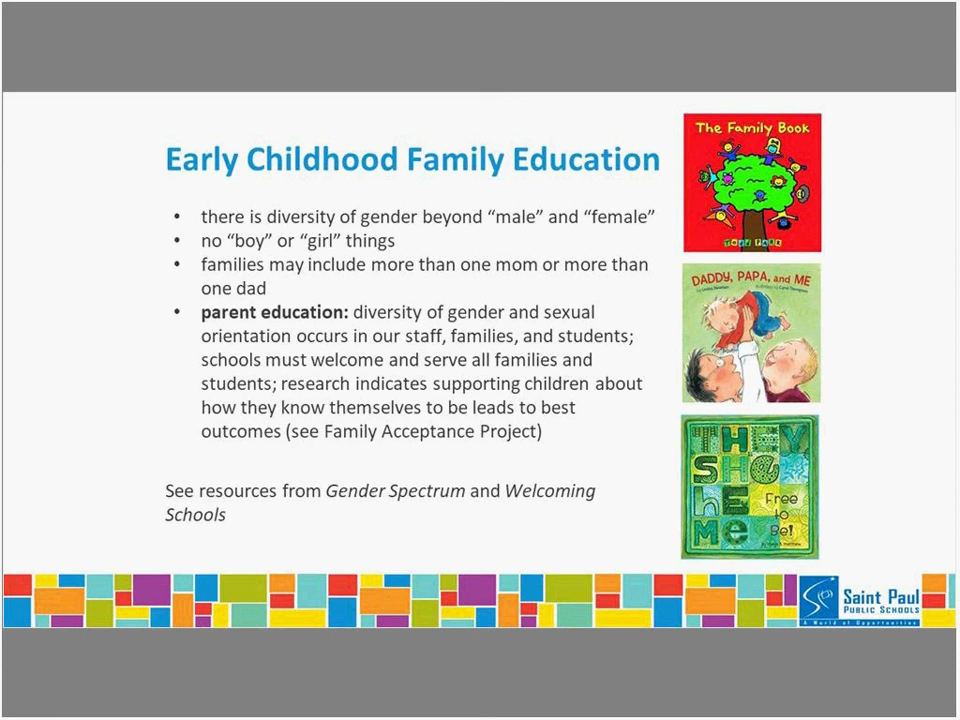 Early Childhood Family Education
• there is diversity of gender beyond “male” and “female”
• no “boy” or “girl” things
• families may include more than one mom or more than
one dad
• parent education: diversity of gender and sexual
orientation occurs in our staff, families, and students;
schools must welcome and serve all families and
students; research indicates supporting children about
how they know themselves to be leads to best
outcomes (see Family Acceptance Project)
See resources from Gender Spectrum and Welcoming
Schools
The Family Book
TODD PARR
DADDY, PAPA, and ME
THEY
SHe
hE
Me
Free
to
Be!
Saint Paul
PUBLIC SCHOOLS
A World of Opportunities